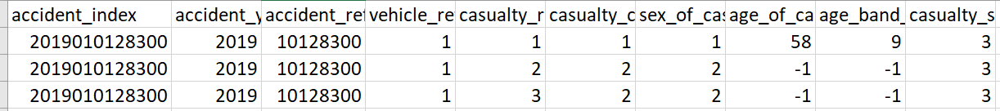 accident_index accident_y accident_ref vehicle_re casualty_r casualty_c sex_of_cas age_of_ca age_band_ casualty_s
2019010128300 2019 10128300 1 1 1 1 58 9 3
2019010128300 2019 10128300 1 2 2 2 -1 -1 3
2019010128300 2019 10128300 1 3 2 2 -1 -1 3